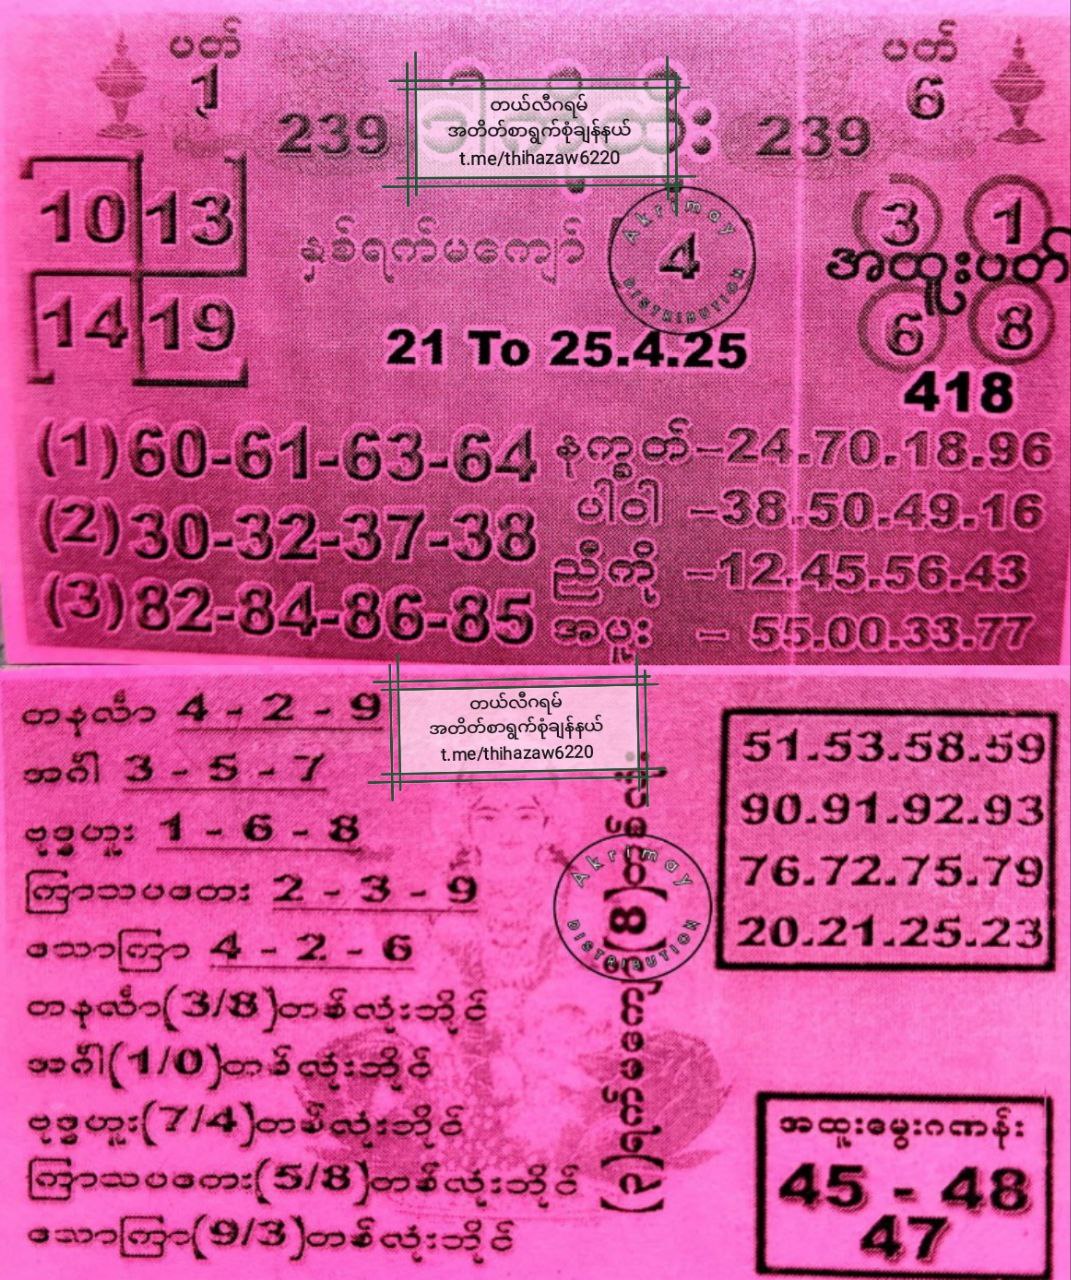 ပတ်
1
ပတ်
6
239
တယ်လီဂရမ်
အတိတ်စာရွက်စုံချန်နယ်
t.me/thihazaw6220
239
10 13
14 19
နှစ်ရက်မကျော်
Akrimay
4
DISTRIBUTION
3 1
အထူးပတ်
6 8
21 To 25.4.25
418
(1) 60-61-63-64
(2) 30-32-37-38
(3) 82-84-86-85
နက္ခတ်-24.70.18.96
ပါဝါ -38.50.49.16
ညီကို -12.45.56.43
အပူး - 55.00.33.77
တယ်လီဂရမ်
အတိတ်စာရွက်စုံချန်နယ်
t.me/thihazaw6220
တနင်္လာ 4 - 2 - 9
အင်္ဂါ 3 - 5 - 7
ဗုဒ္ဓဟူး 1 - 6 - 8
ကြာသပတေး 2 - 3 - 9
သောကြာ 4 - 2 - 6
တနင်္လာ(3/8)တစ်လုံးဘိုင်
အင်္ဂါ(1/0)တစ်လုံးဘိုင်
ဗုဒ္ဓဟူး(7/4)တစ်လုံးဘိုင်
ကြာသပတေး(5/8)တစ်လုံးဘိုင်
သောကြာ(9/3)တစ်လုံးဘိုင်
Akrimay
DISTRIBUTION
51.53.58.59
90.91.92.93
76.72.75.79
20.21.25.23
အထူးမွေးဂဏန်း
45 - 48
47